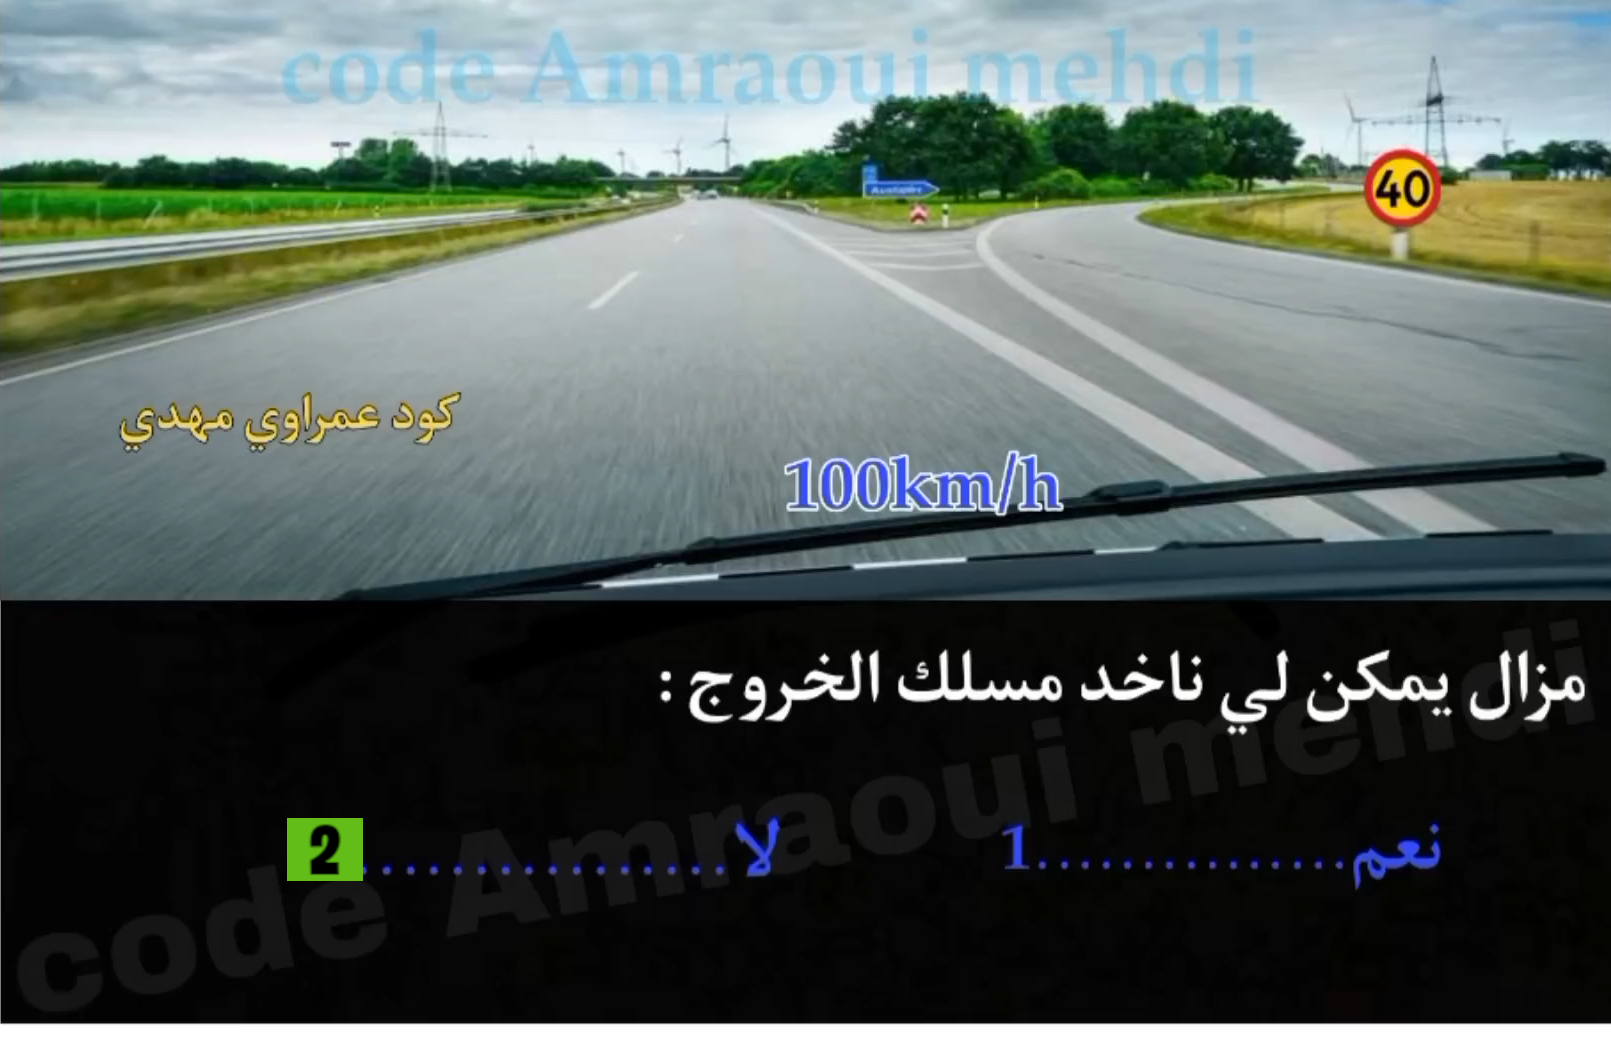 code Amraoui mehdi
40
كود عمراوي مهدي
100km/h
مزال يمكن لي ناخد مسلك الخروج :
نعم...............1
لا.................2
code Amraoui mehdi